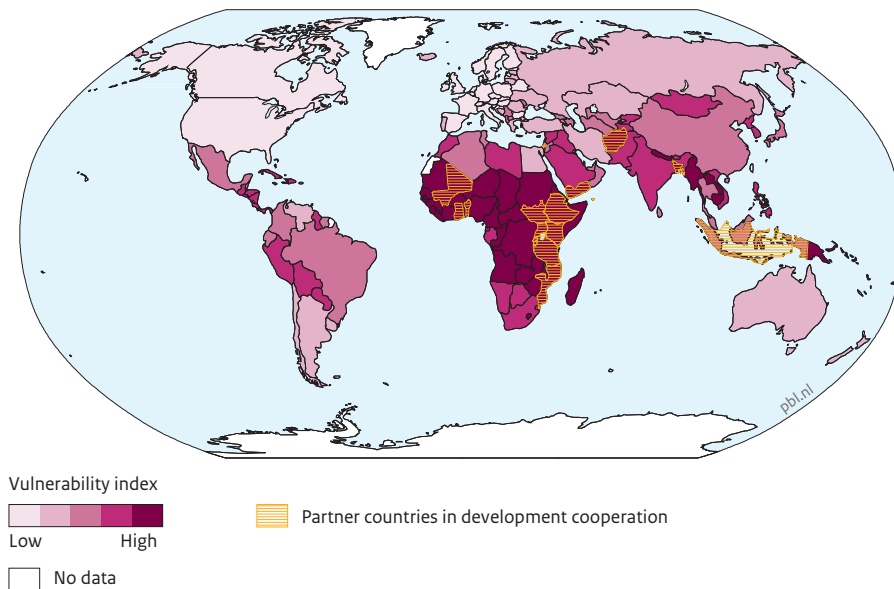 pbl.nl
Vulnerability index
Low High
Partner countries in development cooperation
No data